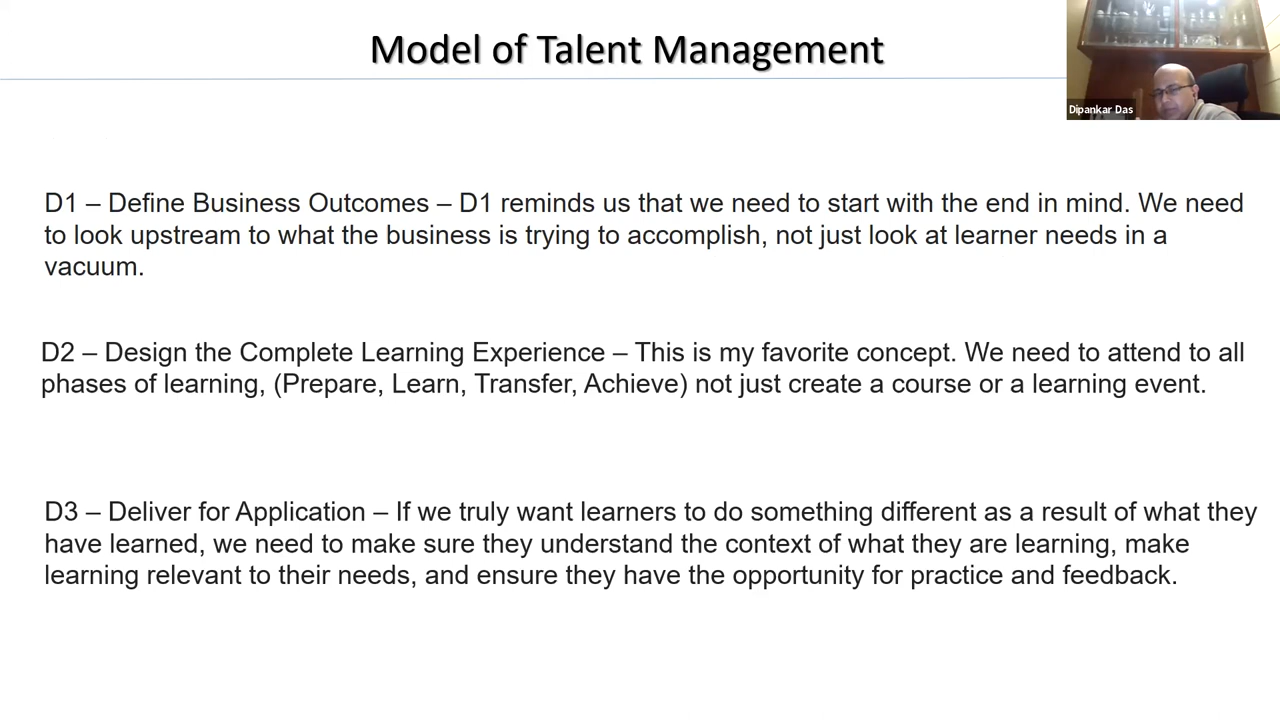 Model of Talent Management
Dipankar Das
D1 – Define Business Outcomes – D1 reminds us that we need to start with the end in mind. We need
to look upstream to what the business is trying to accomplish, not just look at learner needs in a
vacuum.
D2 – Design the Complete Learning Experience – This is my favorite concept. We need to attend to all
phases of learning, (Prepare, Learn, Transfer, Achieve) not just create a course or a learning event.
D3 – Deliver for Application – If we truly want learners to do something different as a result of what they
have learned, we need to make sure they understand the context of what they are learning, make
learning relevant to their needs, and ensure they have the opportunity for practice and feedback.